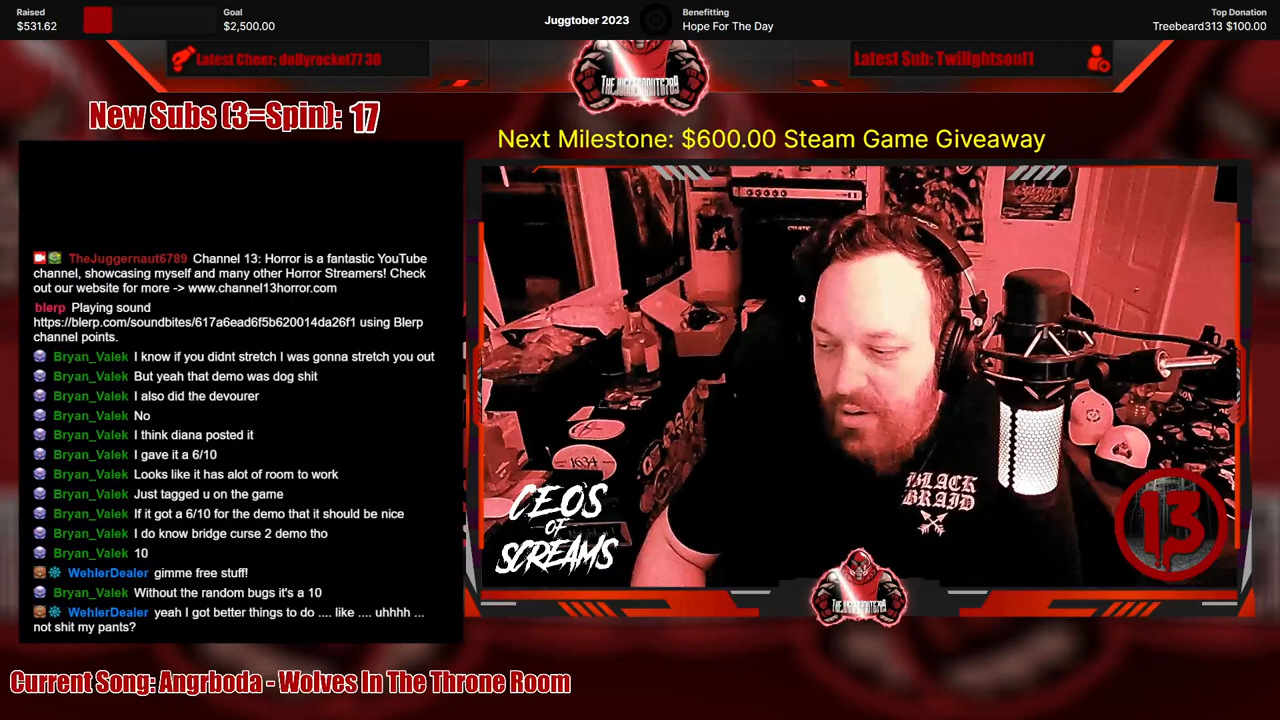 Raised
$531.62
Goal
$2,500.00
Juggtober 2023
Benefitting
Hope For The Day
Top Donation
Treebeard313 $100.00
Latest Cheer: dollyrocket77 30
Latest Sub: Twilightsoul1
THEJUGGERNAUT6789
New Subs (3=Spin): 17
Next Milestone: $600.00 Steam Game Giveaway
TheJuggernaut6789 Channel 13: Horror is a fantastic YouTube
channel, showcasing myself and many other Horror Streamers! Check
out our website for more -> www.channel13horror.com
blerp Playing sound
https://blerp.com/soundbites/617a6ead6f5b620014da26f1 using Blerp
channel points.
Bryan_Valek I know if you didnt stretch I was gonna stretch you out
Bryan_Valek But yeah that demo was dog shit
Bryan_Valek I also did the devourer
Bryan_Valek No
Bryan_Valek I think diana posted it
Bryan_Valek I gave it a 6/10
Bryan_Valek Looks like it has alot of room to work
Bryan_Valek Just tagged u on the game
Bryan_Valek If it got a 6/10 for the demo that it should be nice
Bryan_Valek I do know bridge curse 2 demo tho
Bryan_Valek 10
WehlerDealer gimme free stuff!
Bryan_Valek Without the random bugs it's a 10
WehlerDealer yeah I got better things to do .... like .... uhhhh ...
not shit my pants?
CRATE
1634
BLACK
BRAID
CEOS
OF
SCREAMS
13
THEJUGGERNAUT6789
Current Song: Angrboda - Wolves In The Throne Room